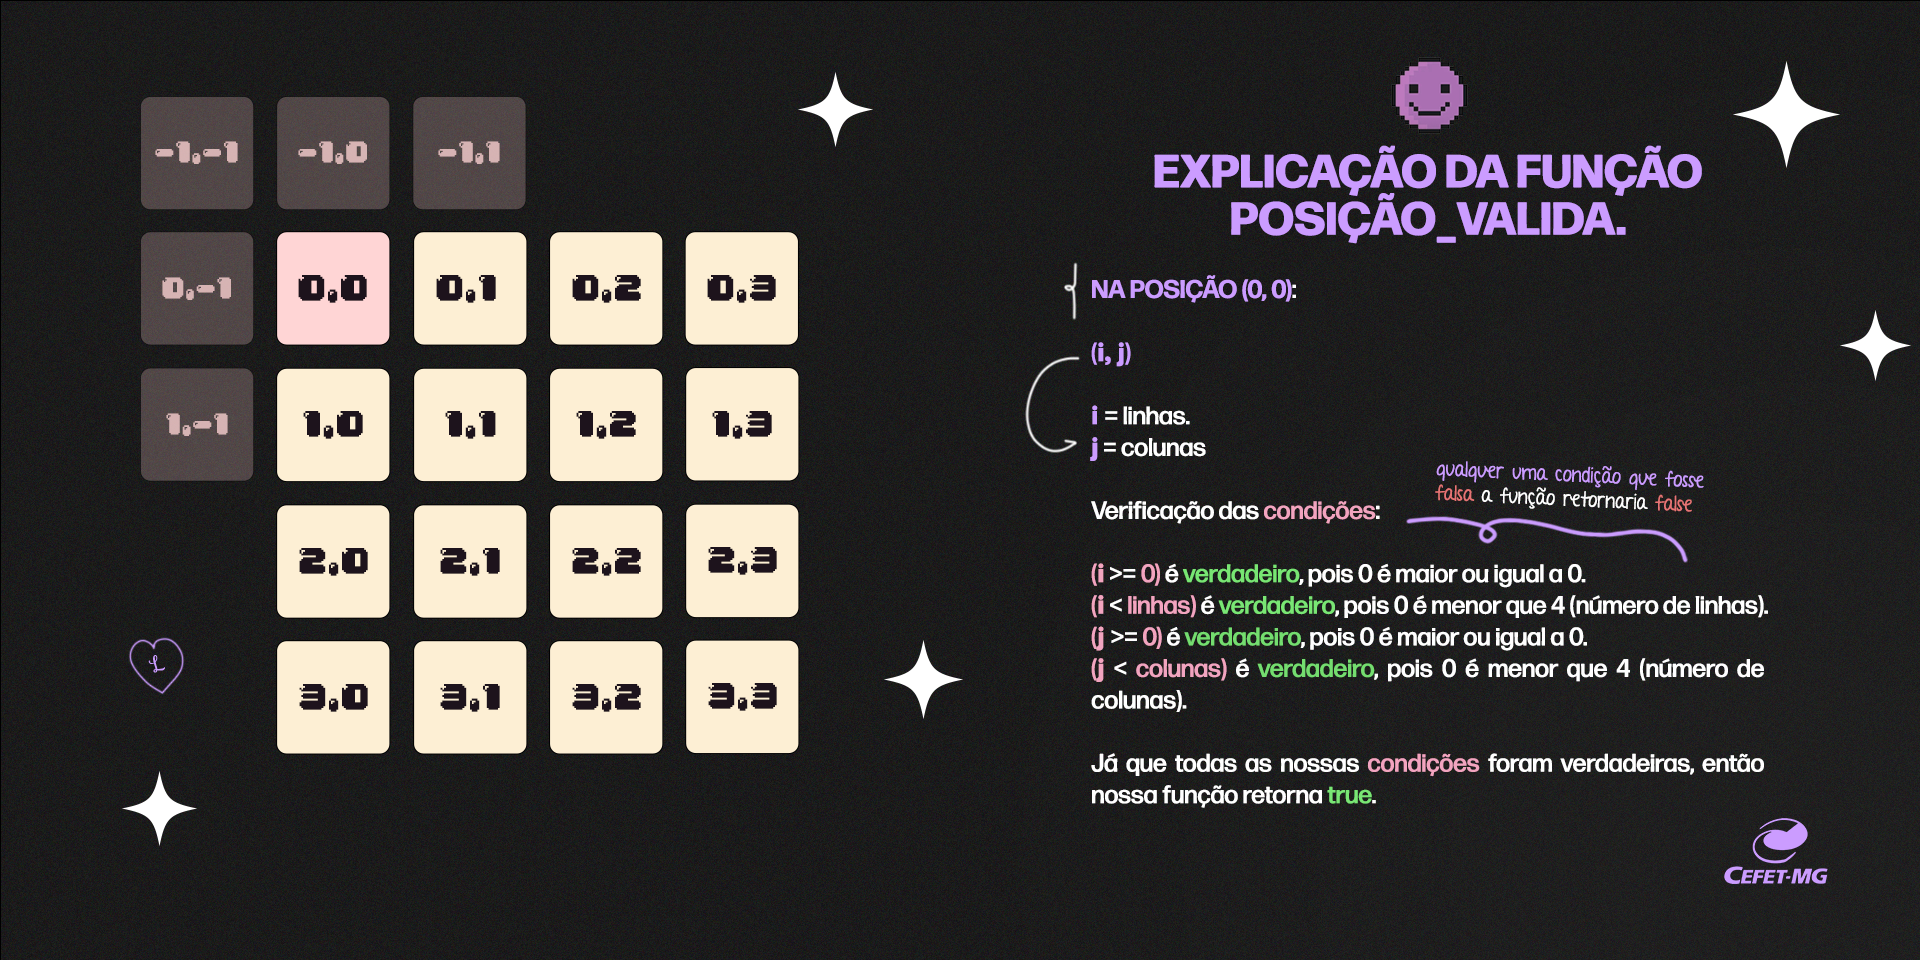 -1,-1 -1,0 -1,1
0,-1 0,0 0,1 0,2 0,3
1,-1 1,0 1,1 1,2 1,3
2,0 2,1 2,2 2,3
3,0 3,1 3,2 3,3
L
EXPLICAÇÃO DA FUNÇÃO
POSIÇÃO_VALIDA.
NA POSIÇÃO (0, 0):
(i, j)
i = linhas.
j = colunas
qualquer uma condição que fosse
falsa a função retornaria false
Verificação das condições:
(i >= 0) é verdadeiro, pois 0 é maior ou igual a 0.
(i < linhas) é verdadeiro, pois 0 é menor que 4 (número de linhas).
(j >= 0) é verdadeiro, pois 0 é maior ou igual a 0.
(j < colunas) é verdadeiro, pois 0 é menor que 4 (número de
colunas).
Já que todas as nossas condições foram verdadeiras, então
nossa função retorna true.
CEFET-MG